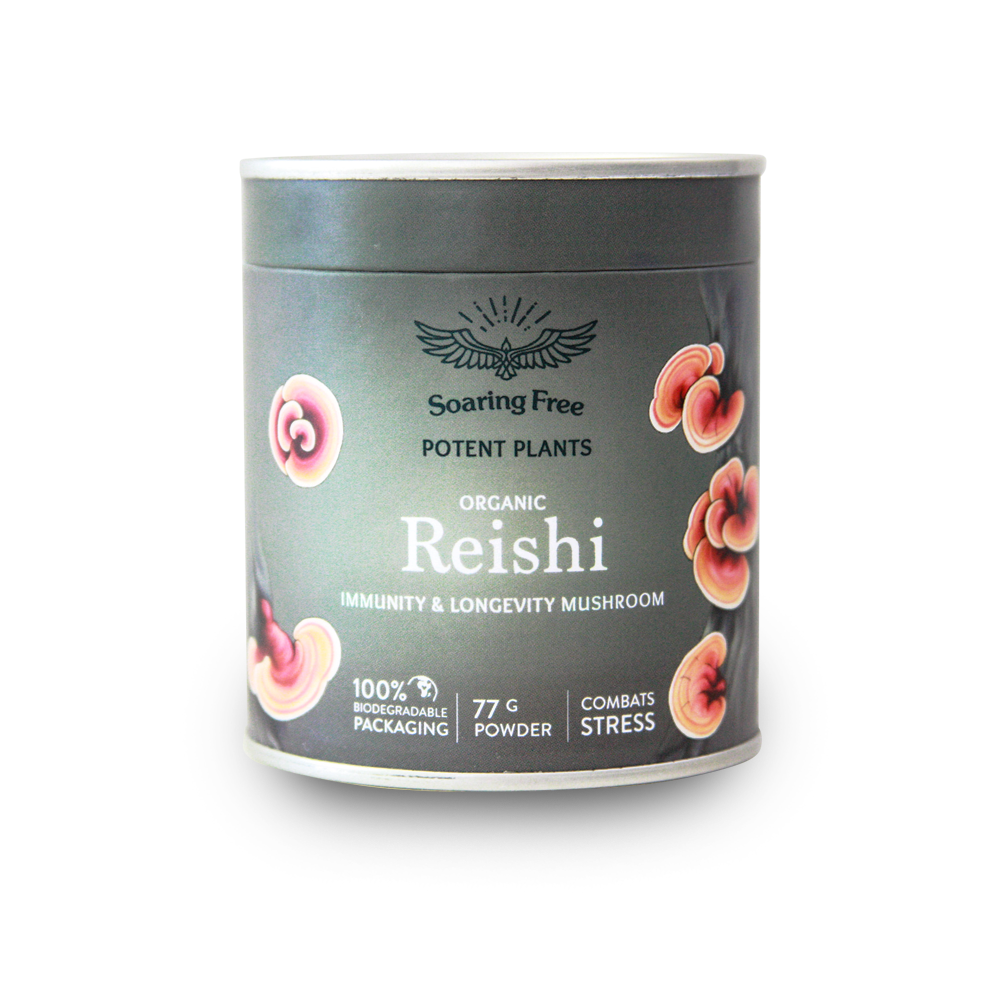 Soaring Free
POTENT PLANTS
ORGANIC
Reishi
IMMUNITY & LONGEVITY MUSHROOM
100%
BIODEGRADABLE
PACKAGING
77 G
POWDER
COMBATS
STRESS